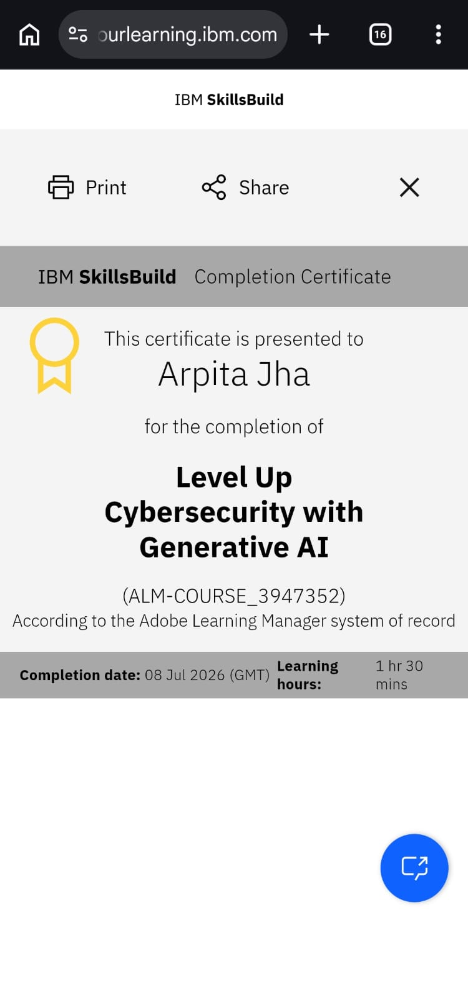 ourlearning.ibm.com
16
IBM SkillsBuild
Print
Share
IBM SkillsBuild Completion Certificate
This certificate is presented to
Arpita Jha
for the completion of
Level Up
Cybersecurity with
Generative AI
(ALM-COURSE_3947352)
According to the Adobe Learning Manager system of record
Completion date: 08 Jul 2026 (GMT)
Learning
hours:
1 hr 30
mins